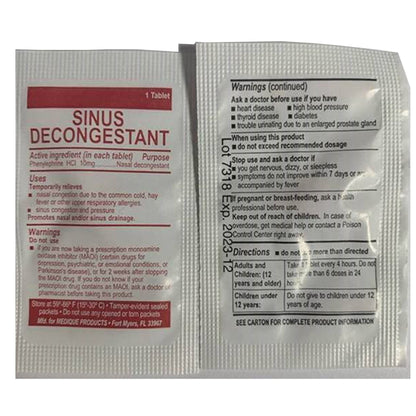 1 Tablet
SINUS
DECONGESTANT
Active ingredient (in each tablet) Purpose
Phenylephrine HCl 10mg Nasal decongestant
Uses
Temporarily relieves
▪ nasal congestion due to the common cold, hay
fever or other upper respiratory allergies.
▪ sinus congestion and pressure
Promotes nasal and/or sinus drainage.
Warnings
Do not use
▪ if you are now taking a prescription monoamine
oxidase inhibitor (MAOI) (certain drugs for
depression, psychiatric, or emotional conditions, or
Parkinson's disease), or for 2 weeks after stopping
the MAOI drug. If you do not know if your
prescription drug contains an MAOI, ask a doctor or
pharmacist before taking this product.
Store at 59°-86° F (15°-30° C) • Tamper-evident sealed
packets • Do not use any opened or torn packets
Mfd. for MEDIQUE PRODUCTS • Fort Myers, FL 33967
Warnings (continued)
Ask a doctor before use if you have
▪ heart disease ▪ high blood pressure
▪ thyroid disease ▪ diabetes
▪ trouble urinating due to an enlarged prostate gland
When using this product
▪ do not exceed recommended dosage
Stop use and ask a doctor if
▪ you get nervous, dizzy, or sleepless
▪ symptoms do not improve within 7 days or are
accompanied by fever
If pregnant or breast-feeding, ask a health
professional before use.
Keep out of reach of children. In case of
overdose, get medical help or contact a Poison
Control Center right away.
Directions ▪ do not use more than directed
Adults and
Children: (12
years and older)
Take 1 tablet every 4 hours. Do not
take more than 6 doses in 24
hours.
Children under
12 years:
Do not give to children under 12
years of age.
SEE CARTON FOR COMPLETE PRODUCT INFORMATION
Lot 7318 Exp 2023-12